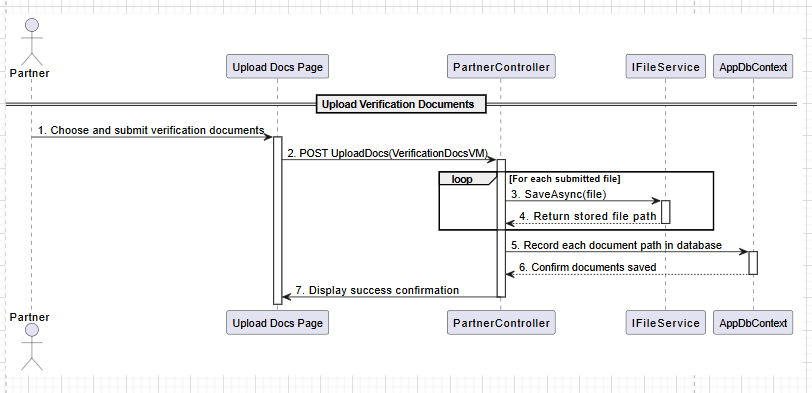 Partner
Upload Docs Page
PartnerController
IFileService
AppDbContext
Upload Verification Documents
1. Choose and submit verification documents
2. POST UploadDocs(VerificationDocsVM)
loop
[For each submitted file]
3. SaveAsync(file)
4. Return stored file path
5. Record each document path in database
6. Confirm documents saved
7. Display success confirmation
Partner
Upload Docs Page
PartnerController
IFileService
AppDbContext